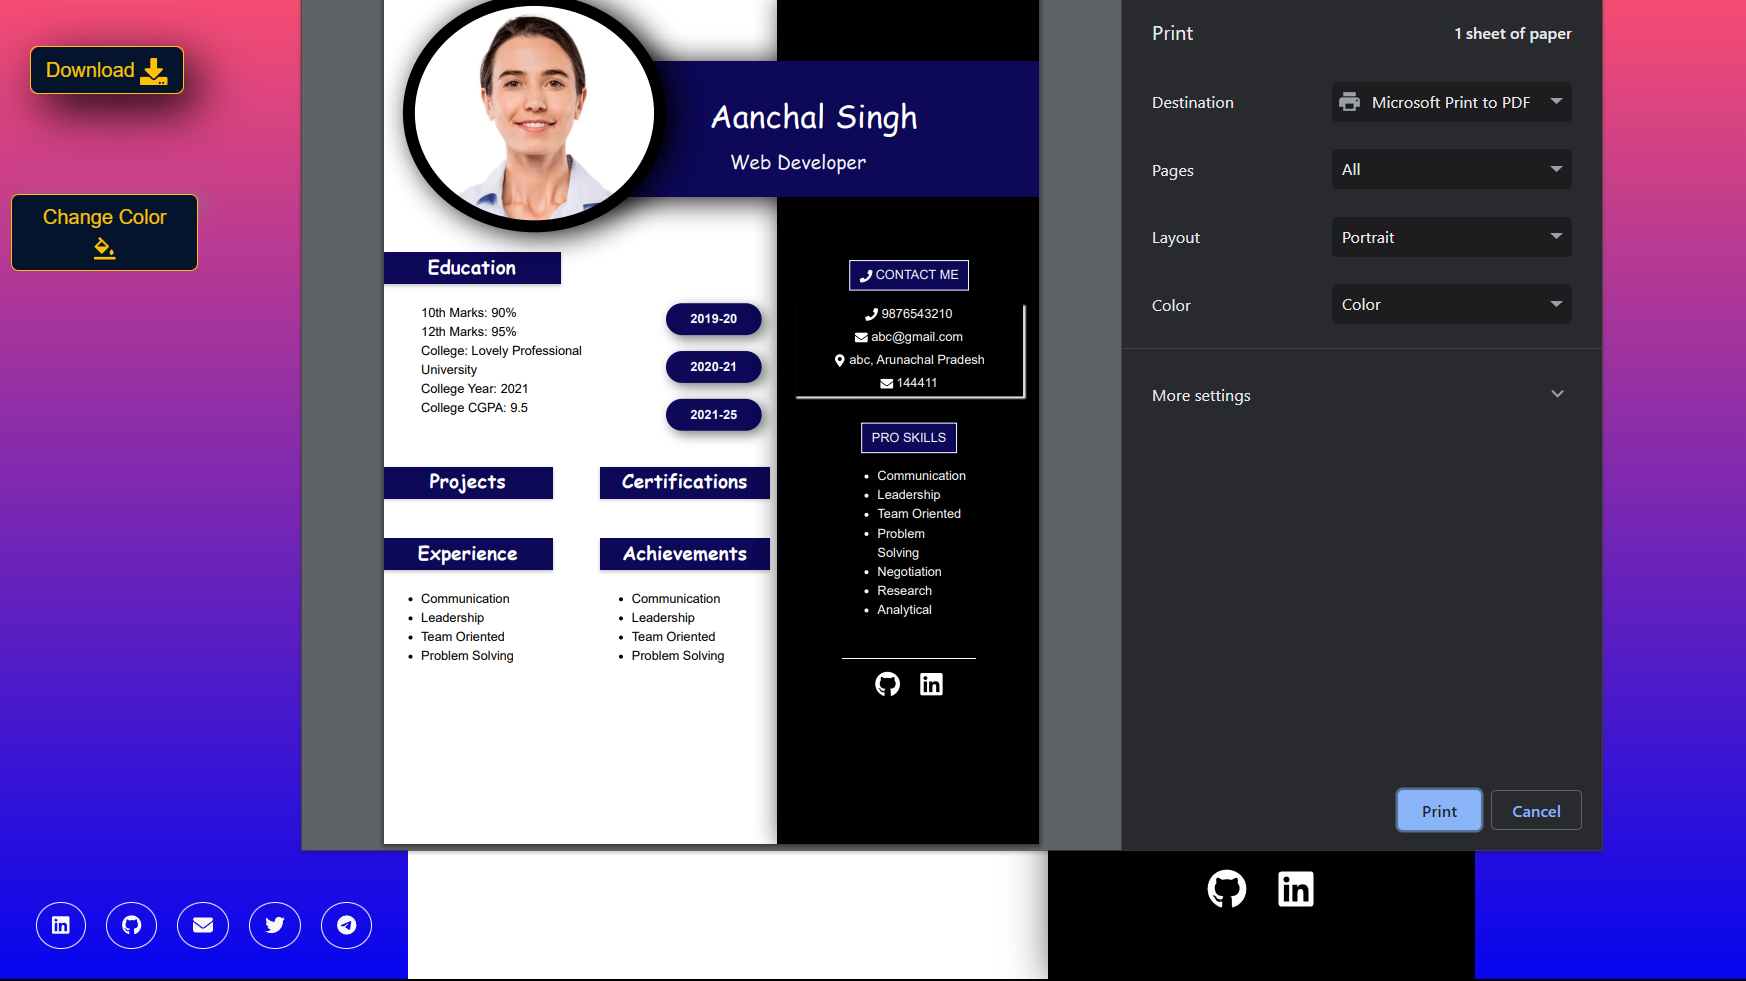 Download
Change Color
Aanchal Singh
Web Developer
Education
10th Marks: 90%
12th Marks: 95%
College: Lovely Professional
University
College Year: 2021
College CGPA: 9.5
2019-20
2020-21
2021-25
Projects
Certifications
Experience
Communication
Leadership
Team Oriented
Problem Solving
Achievements
Communication
Leadership
Team Oriented
Problem Solving
CONTACT ME
9876543210
abc@gmail.com
abc, Arunachal Pradesh
144411
PRO SKILLS
Communication
Leadership
Team Oriented
Problem
Solving
Negotiation
Research
Analytical
in
Print
1 sheet of paper
Destination
Microsoft Print to PDF
Pages
All
Layout
Portrait
Color
Color
More settings
Print
Cancel
in
in